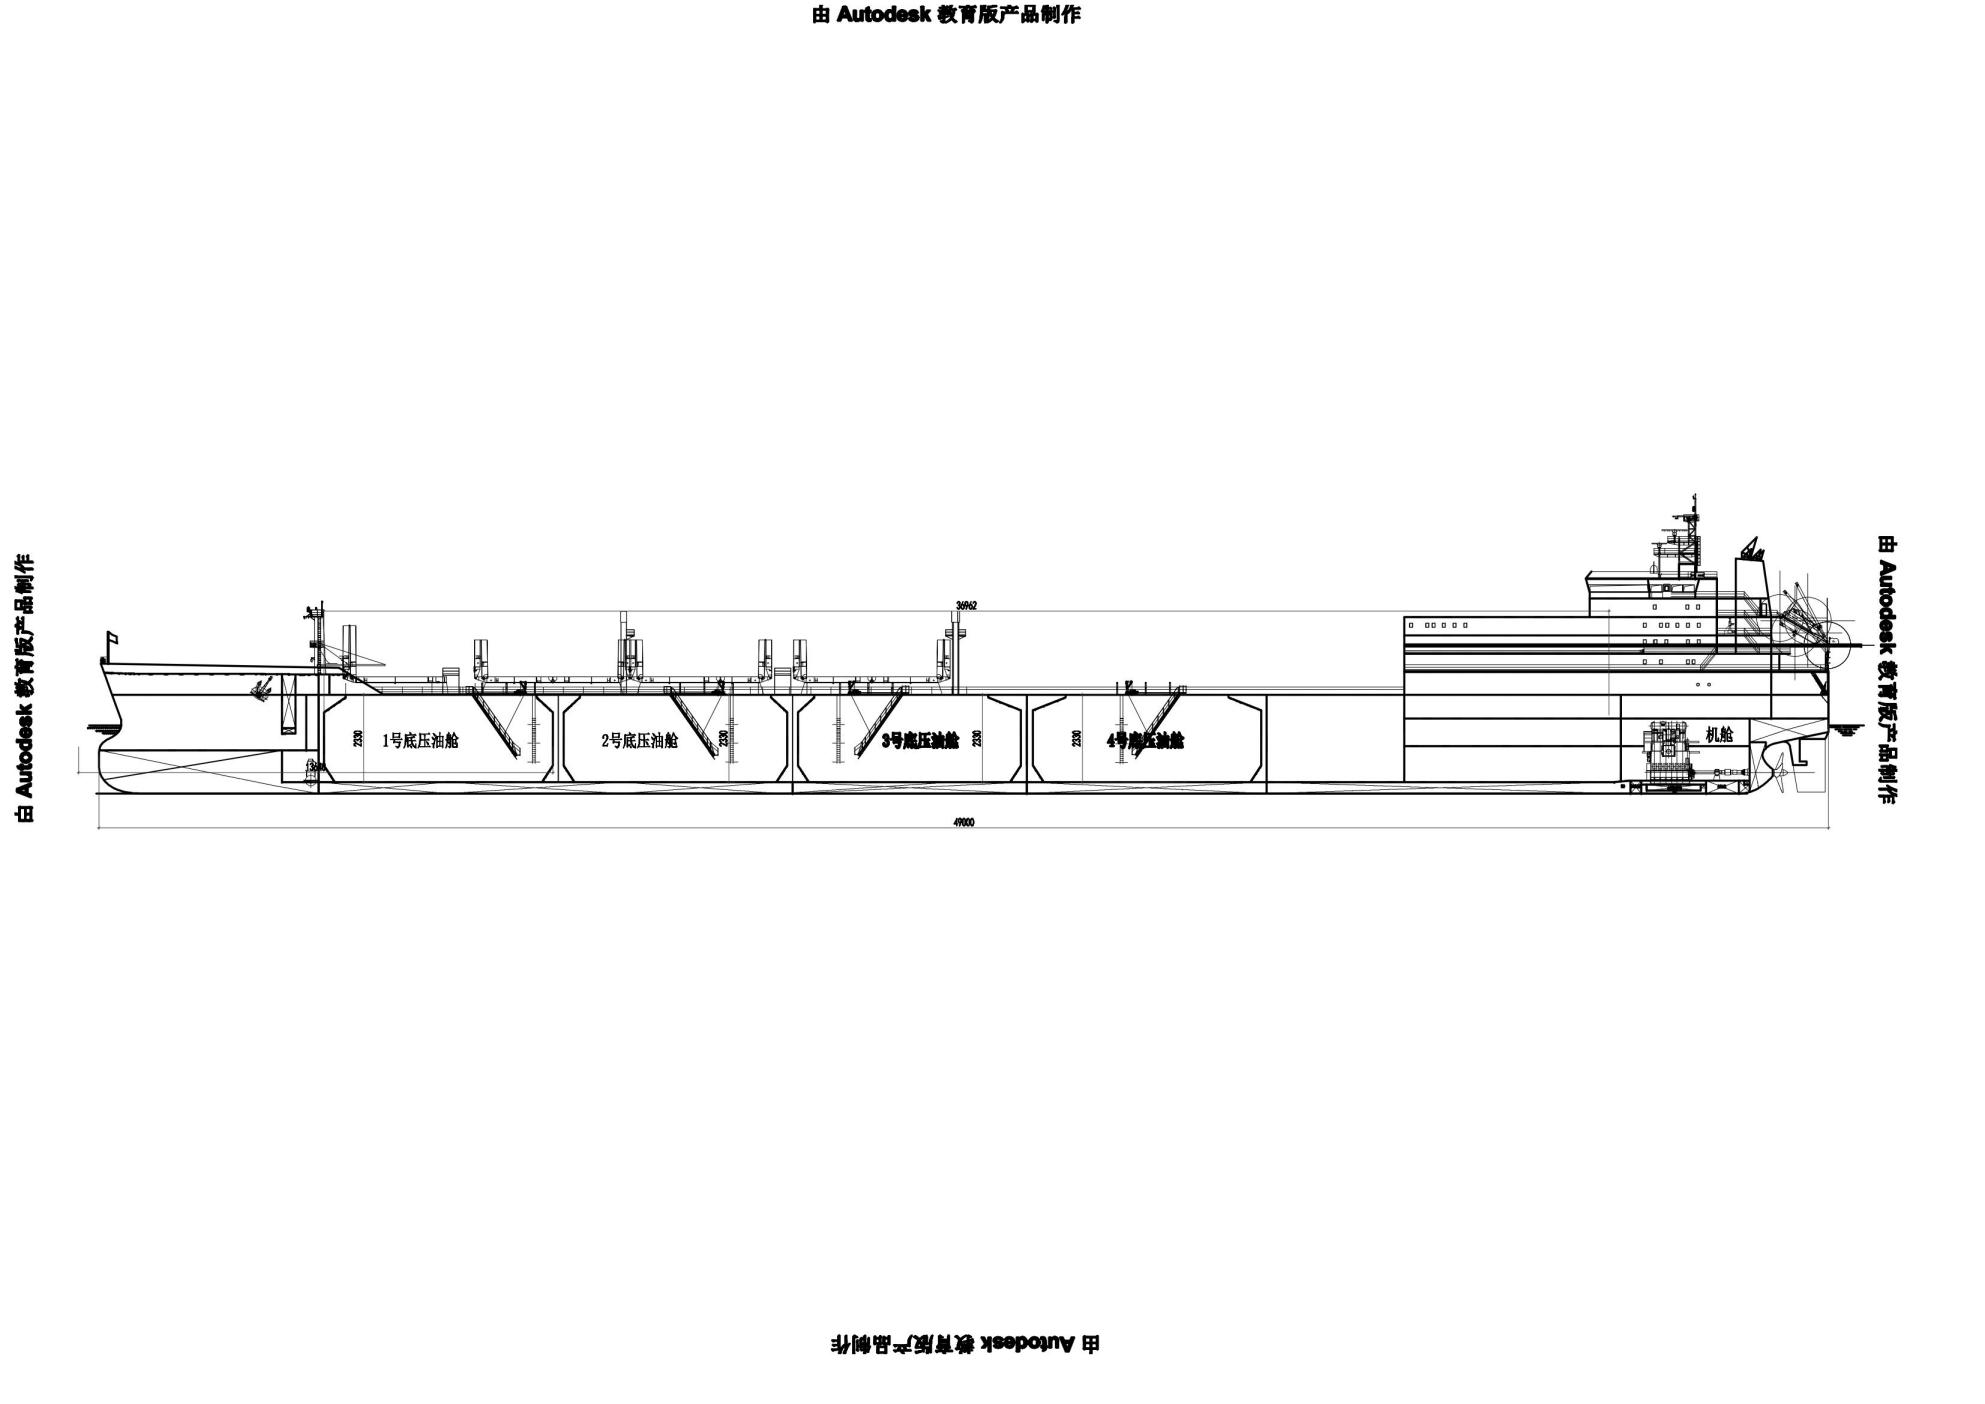 由 Autodesk 教育版产品制作
由 Autodesk 教育版产品制作
由 Autodesk 教育版产品制作
36962
2330
1号底压油舱
2号底压油舱
2330
3号底压油舱
2330
2330
4号底压油舱
机舱
49000
由 Autodesk 教育版产品制作